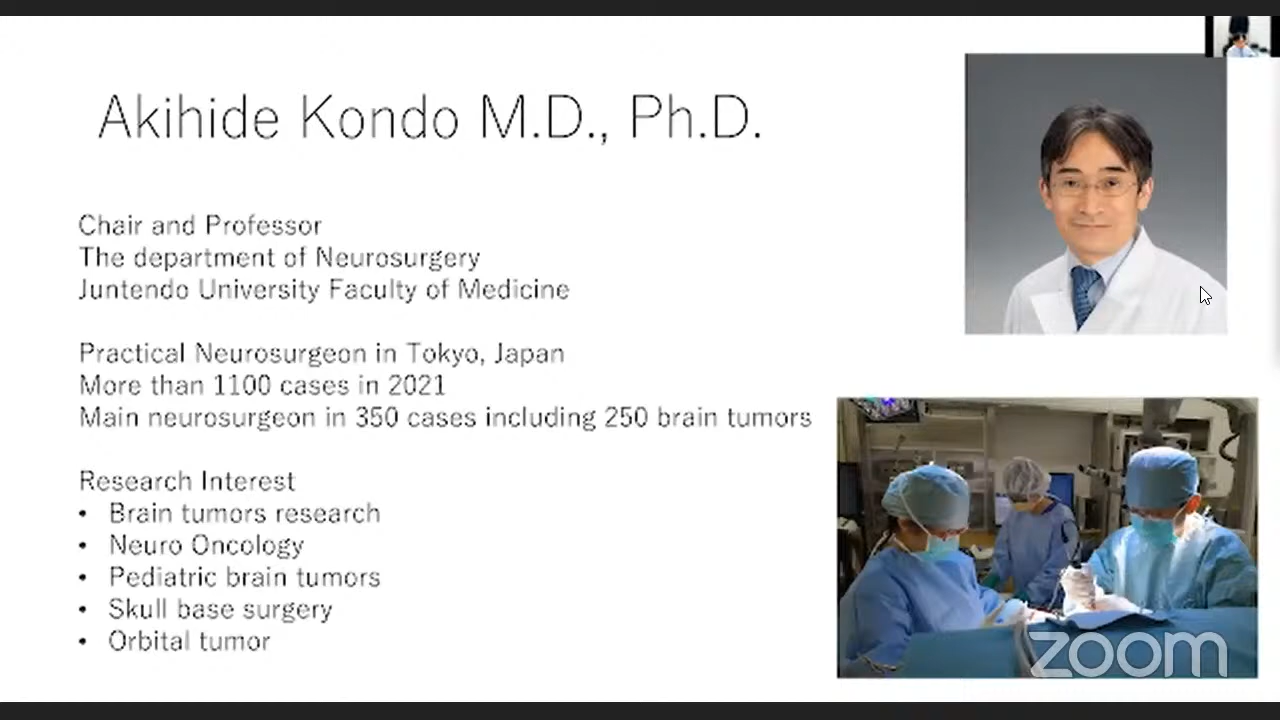 Akihide Kondo M.D., Ph.D.
Chair and Professor
The department of Neurosurgery
Juntendo University Faculty of Medicine
Practical Neurosurgeon in Tokyo, Japan
More than 1100 cases in 2021
Main neurosurgeon in 350 cases including 250 brain tumors
Research Interest
• Brain tumors research
• Neuro Oncology
• Pediatric brain tumors
• Skull base surgery
• Orbital tumor
zoom